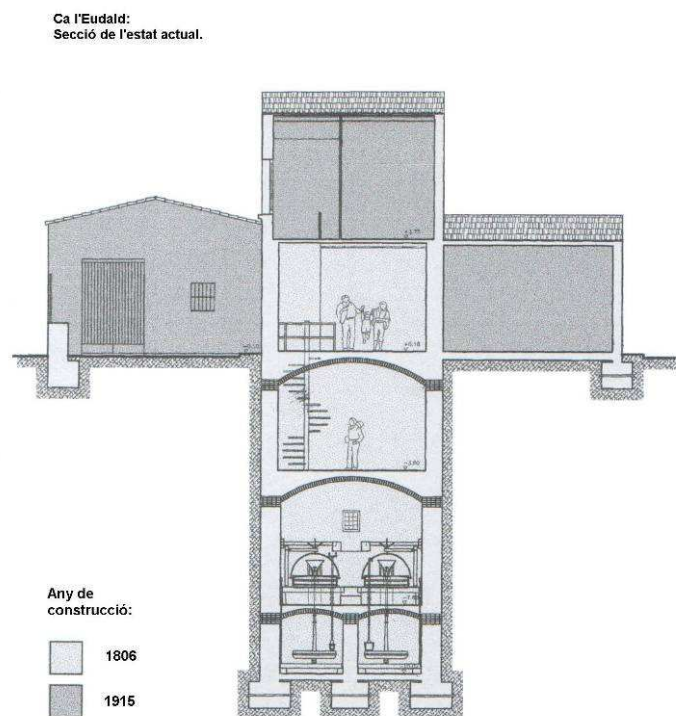 Ca l'Eudald:
Secció de l'estat actual.
Any de
construcció:
1806
1915